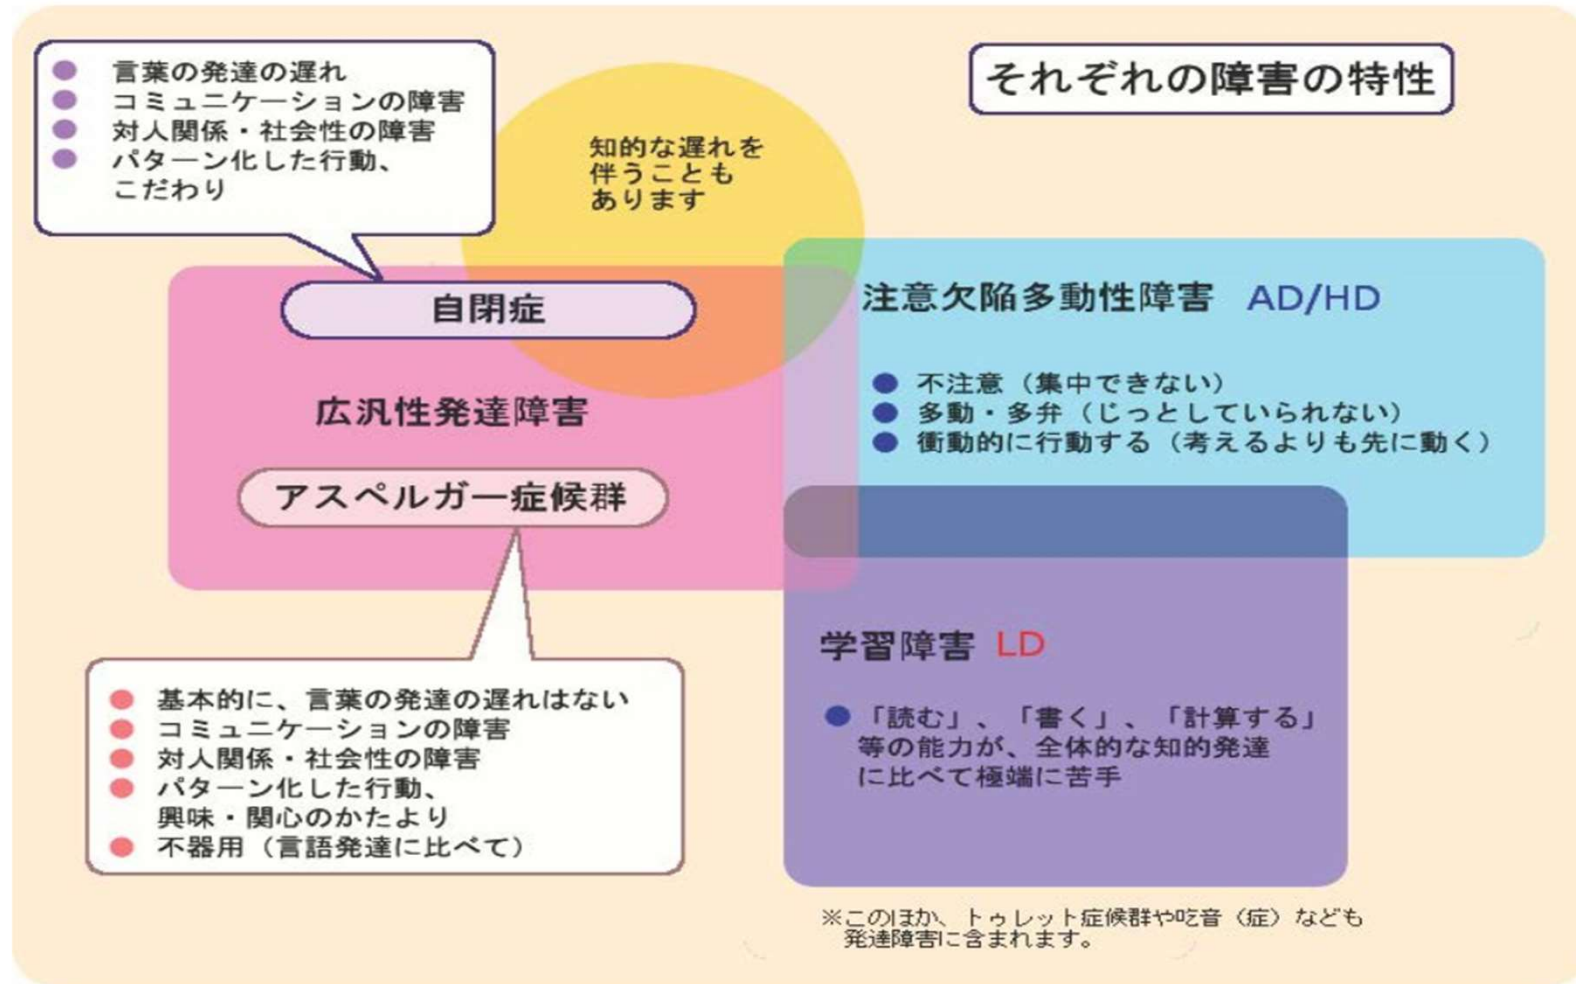 それぞれの障害の特性
● 言葉の発達の遅れ
● コミュニケーションの障害
● 対人関係・社会性の障害
● パターン化した行動、
こだわり
知的な遅れを
伴うことも
あります
自閉症
広汎性発達障害
アスペルガー症候群
注意欠陥多動性障害 AD/HD
● 不注意（集中できない）
● 多動・多弁（じっとしていられない）
● 衝動的に行動する（考えるよりも先に動く）
● 基本的に、言葉の発達の遅れはない
● コミュニケーションの障害
● 対人関係・社会性の障害
● パターン化した行動、
興味・関心のかたより
● 不器用（言語発達に比べて）
学習障害 LD
● 「読む」、「書く」、「計算する」
等の能力が、全体的な知的発達
に比べて極端に苦手
※このほか、トゥレット症候群や吃音（症）なども
発達障害に含まれます。